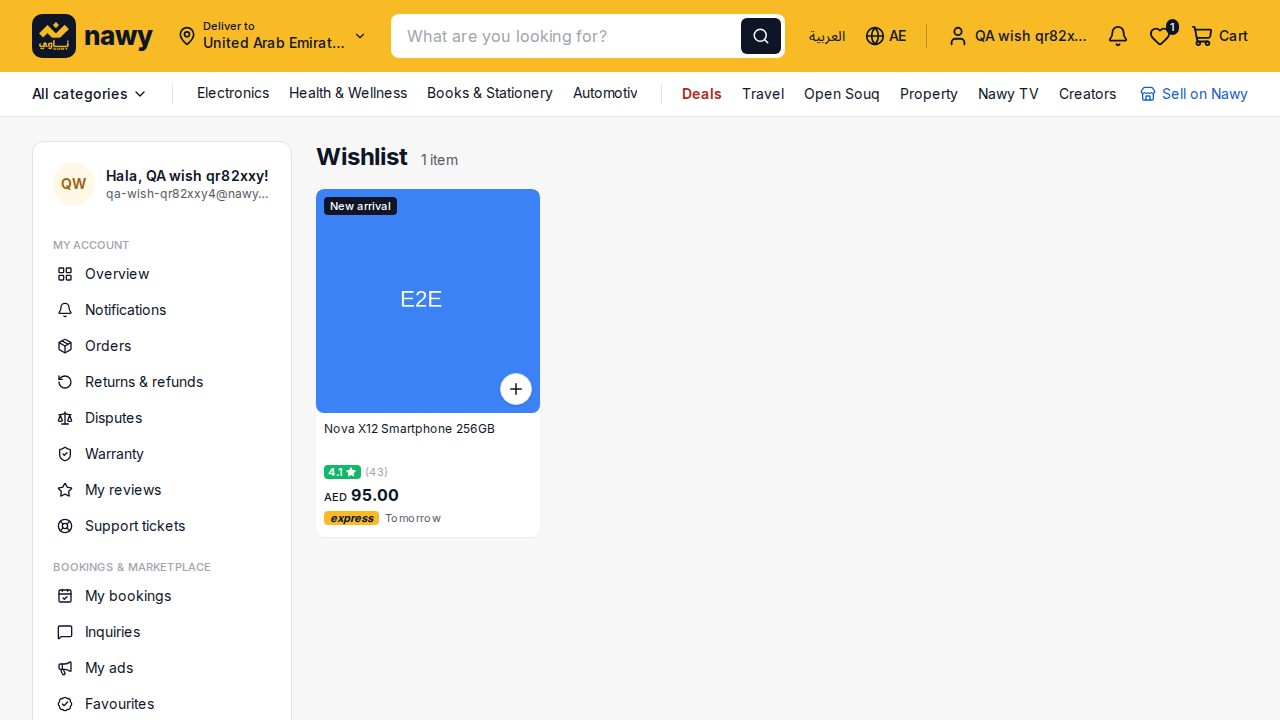 ناوي
nawy
Deliver to
United Arab Emirat...
What are you looking for?
العربية
AE
QA wish qr82x...
1
Cart
All categories
Electronics
Health & Wellness
Books & Stationery
Automotiv
Deals
Travel
Open Souq
Property
Nawy TV
Creators
Sell on Nawy
QW
Hala, QA wish qr82xxy!
qa-wish-qr82xxy4@nawy...
MY ACCOUNT
Overview
Notifications
Orders
Returns & refunds
Disputes
Warranty
My reviews
Support tickets
BOOKINGS & MARKETPLACE
My bookings
Inquiries
My ads
Favourites
Wishlist
1 item
New arrival
E2E
Nova X12 Smartphone 256GB
4.1
(43)
AED 95.00
express
Tomorrow